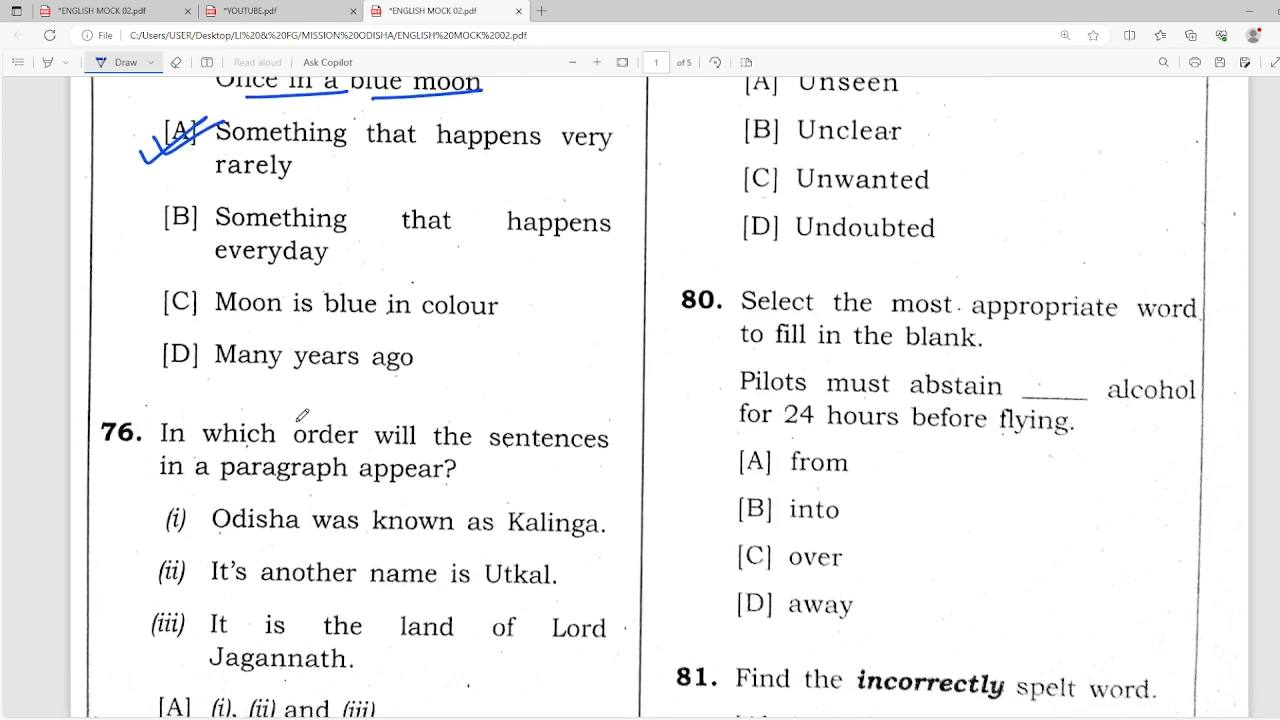 *ENGLISH MOCK 02.pdf
*YOUTUBE.pdf
*ENGLISH MOCK 02.pdf
File
C:/Users/USER/Desktop/LI%20&%20FG/MISSION%20ODISHA/ENGLISH%20MOCK%2002.pdf
Draw
Read aloud
Ask Copilot
1 of 5
Once in a blue moon
[A] Something that happens very
rarely
[B] Something that happens
everyday
[C] Moon is blue in colour
[D] Many years ago
76. In which order will the sentences
in a paragraph appear?
(i) Odisha was known as Kalinga.
(ii) It's another name is Utkal.
(iii) It is the land of Lord
Jagannath.
[A] (i), (ii) and (iii)
[A] Unseen
[B] Unclear
[C] Unwanted
[D] Undoubted
80. Select the most appropriate word
to fill in the blank.
Pilots must abstain _____ alcohol
for 24 hours before flying.
[A] from
[B] into
[C] over
[D] away
81. Find the incorrectly spelt word.